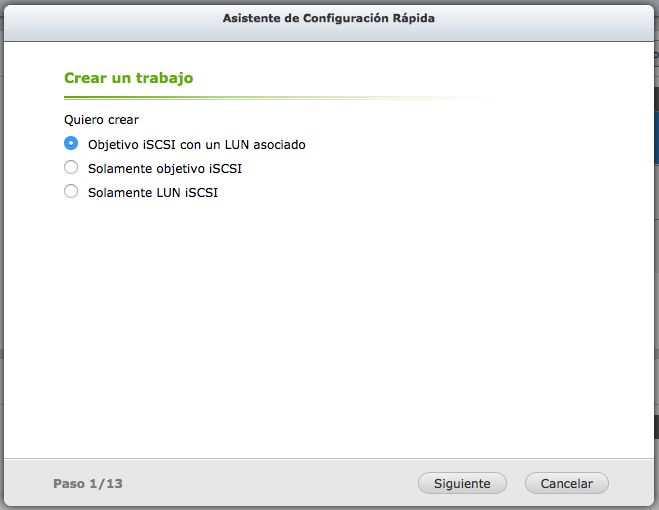 Asistente de Configuración Rápida
Crear un trabajo
Quiero crear
Objetivo iSCSI con un LUN asociado
Solamente objetivo iSCSI
Solamente LUN iSCSI
Paso 1/13
Siguiente
Cancelar